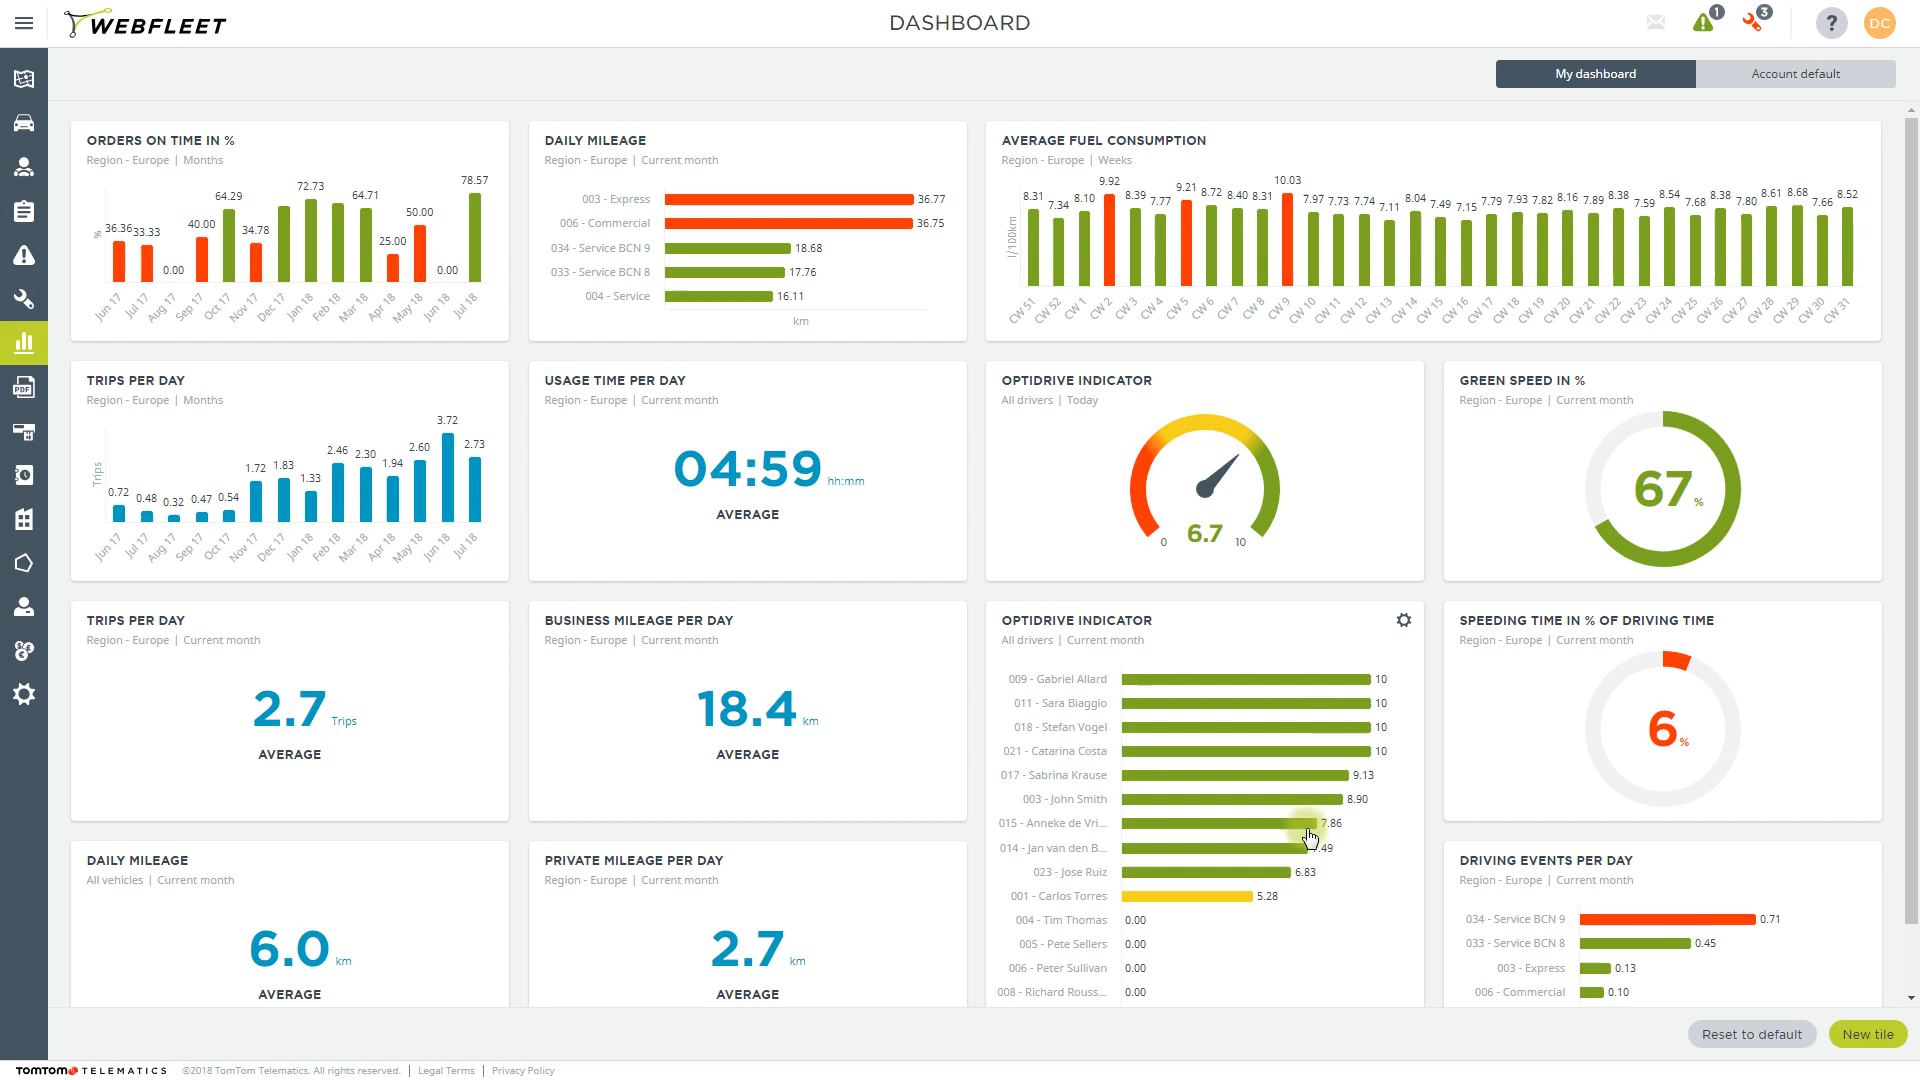 WEBFLEET
DASHBOARD
1
3
?
DC
My dashboard
Account default
ORDERS ON TIME IN %
Region - Europe | Months
%
36.36 33.33 0.00 40.00 64.29 34.78 72.73 64.71 25.00 50.00 0.00 78.57
Jun 17 Jul 17 Aug 17 Sep 17 Oct 17 Nov 17 Dec 17 Jan 18 Feb 18 Mar 18 Apr 18 May 18 Jun 18 Jul 18
DAILY MILEAGE
Region - Europe | Current month
003 - Express 36.77
006 - Commercial 36.75
034 - Service BCN 9 18.68
033 - Service BCN 8 17.76
004 - Service 16.11
km
AVERAGE FUEL CONSUMPTION
Region - Europe | Weeks
l/100km
8.31 7.34 8.10 9.92 8.39 7.77 9.21 8.72 8.40 8.31 10.03 7.97 7.73 7.74 7.11 8.04 7.49 7.15 7.79 7.93 7.82 8.16 7.89 8.38 7.59 8.54 7.68 8.38 7.80 8.61 8.68 7.66 8.52
CW 51 CW 52 CW 1 CW 2 CW 3 CW 4 CW 5 CW 6 CW 7 CW 8 CW 9 CW 10 CW 11 CW 12 CW 13 CW 14 CW 15 CW 16 CW 17 CW 18 CW 19 CW 20 CW 21 CW 22 CW 23 CW 24 CW 25 CW 26 CW 27 CW 28 CW 29 CW 30 CW 31
TRIPS PER DAY
Region - Europe | Months
Trips
0.72 0.48 0.32 0.47 0.54 1.72 1.83 1.33 2.46 2.30 1.94 2.60 3.72 2.73
Jun 17 Jul 17 Aug 17 Sep 17 Oct 17 Nov 17 Dec 17 Jan 18 Feb 18 Mar 18 Apr 18 May 18 Jun 18 Jul 18
USAGE TIME PER DAY
Region - Europe | Current month
04:59 hh:mm
AVERAGE
OPTIDRIVE INDICATOR
All drivers | Today
0 6.7 10
GREEN SPEED IN %
Region - Europe | Current month
67 %
PDF
TRIPS PER DAY
Region - Europe | Current month
2.7 Trips
AVERAGE
BUSINESS MILEAGE PER DAY
Region - Europe | Current month
18.4 km
AVERAGE
OPTIDRIVE INDICATOR
All drivers | Current month
009 - Gabriel Allard 10
011 - Sara Biaggio 10
018 - Stefan Vogel 10
021 - Catarina Costa 10
017 - Sabrina Krause 9.13
003 - John Smith 8.90
015 - Anneke de Vri... 7.86
014 - Jan van den B... .49
023 - Jose Ruiz 6.83
001 - Carlos Torres 5.28
004 - Tim Thomas 0.00
005 - Pete Sellers 0.00
006 - Peter Sullivan 0.00
008 - Richard Rouss... 0.00
SPEEDING TIME IN % OF DRIVING TIME
Region - Europe | Current month
6 %
DAILY MILEAGE
All vehicles | Current month
6.0 km
AVERAGE
PRIVATE MILEAGE PER DAY
Region - Europe | Current month
2.7 km
AVERAGE
DRIVING EVENTS PER DAY
Region - Europe | Current month
034 - Service BCN 9 0.71
033 - Service BCN 8 0.45
003 - Express 0.13
006 - Commercial 0.10
Reset to default
New tile
TOMTOM TELEMATICS ©2018 TomTom Telematics. All rights reserved. | Legal Terms | Privacy Policy